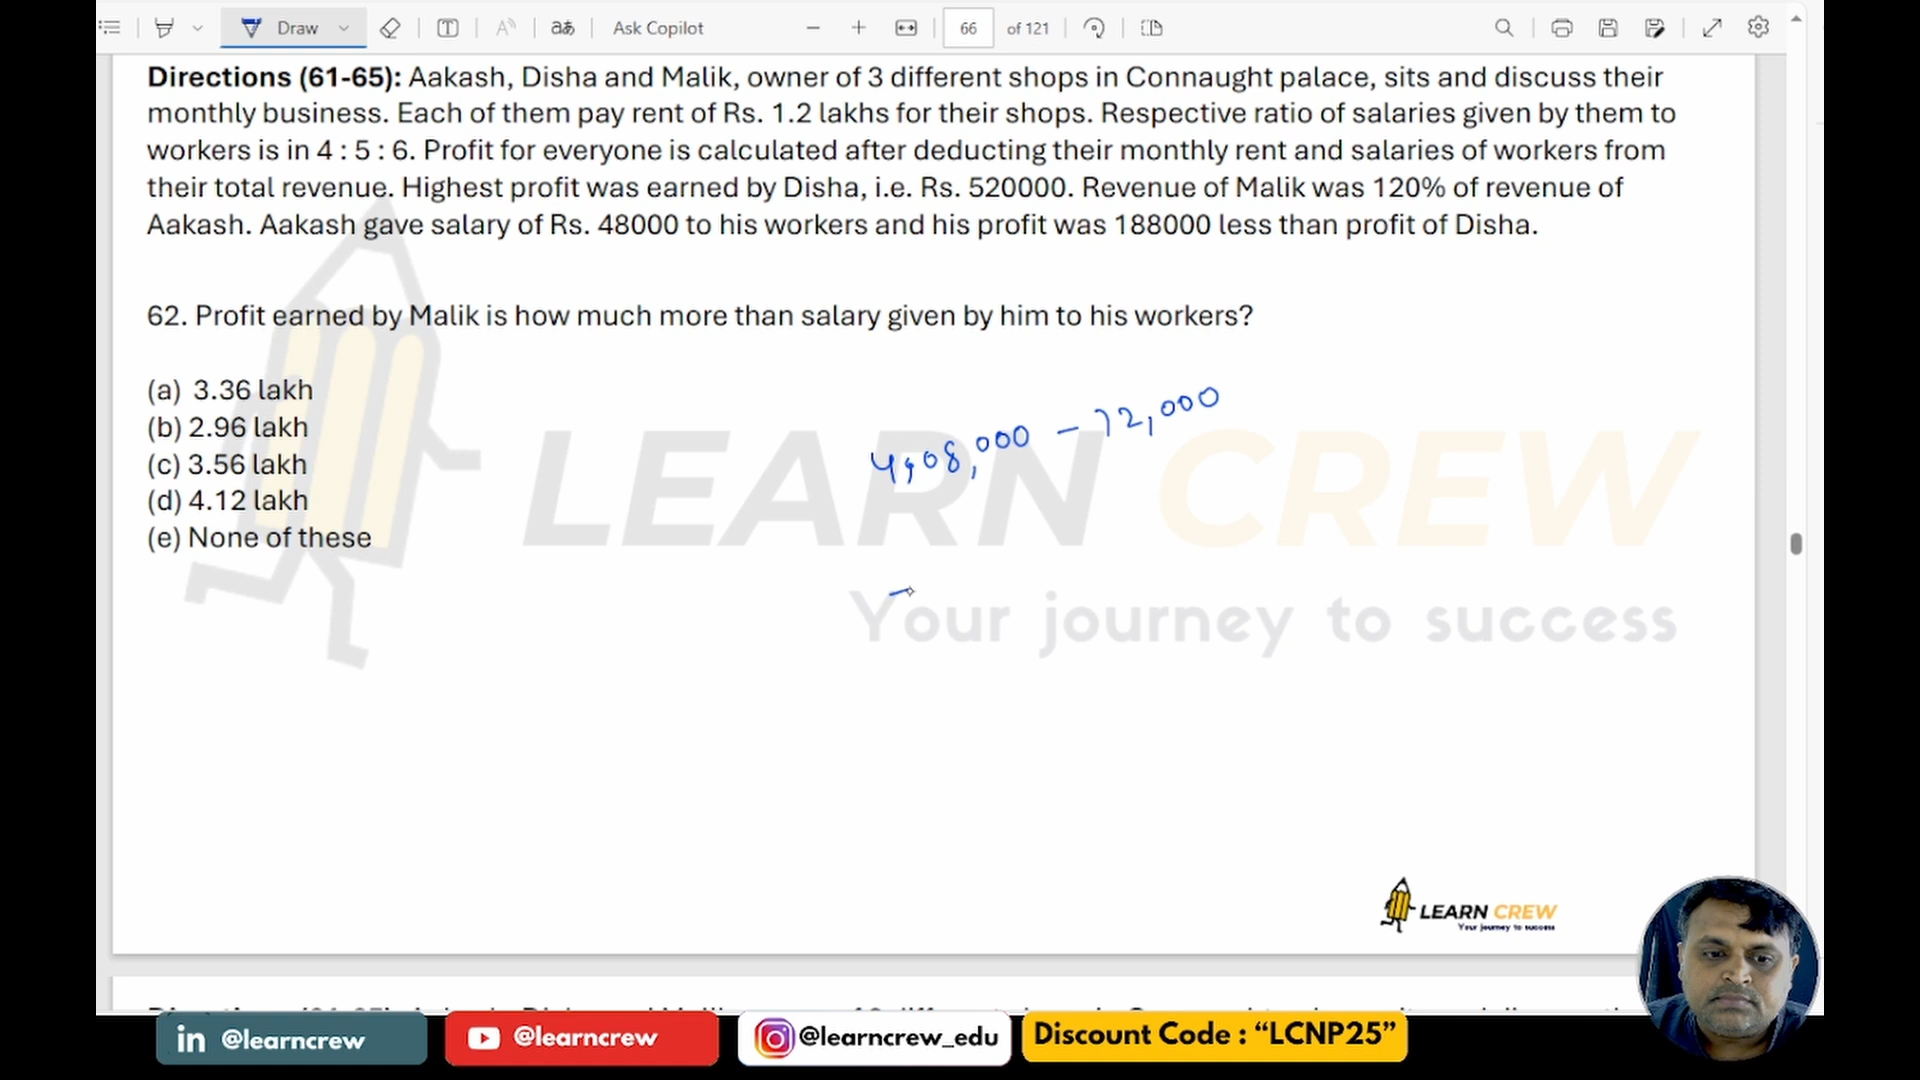 Draw
Ask Copilot
66 of 121
Directions (61-65): Aakash, Disha and Malik, owner of 3 different shops in Connaught palace, sits and discuss their
monthly business. Each of them pay rent of Rs. 1.2 lakhs for their shops. Respective ratio of salaries given by them to
workers is in 4 : 5 : 6. Profit for everyone is calculated after deducting their monthly rent and salaries of workers from
their total revenue. Highest profit was earned by Disha, i.e. Rs. 520000. Revenue of Malik was 120% of revenue of
Aakash. Aakash gave salary of Rs. 48000 to his workers and his profit was 188000 less than profit of Disha.
62. Profit earned by Malik is how much more than salary given by him to his workers?
(a) 3.36 lakh
(b) 2.96 lakh
(c) 3.56 lakh
(d) 4.12 lakh
(e) None of these
4,08,000 - 72,000
LEARN CREW
Your journey to success
LEARN CREW
Your journey to success
in @learncrew
@learncrew
@learncrew_edu
Discount Code : “LCNP25”